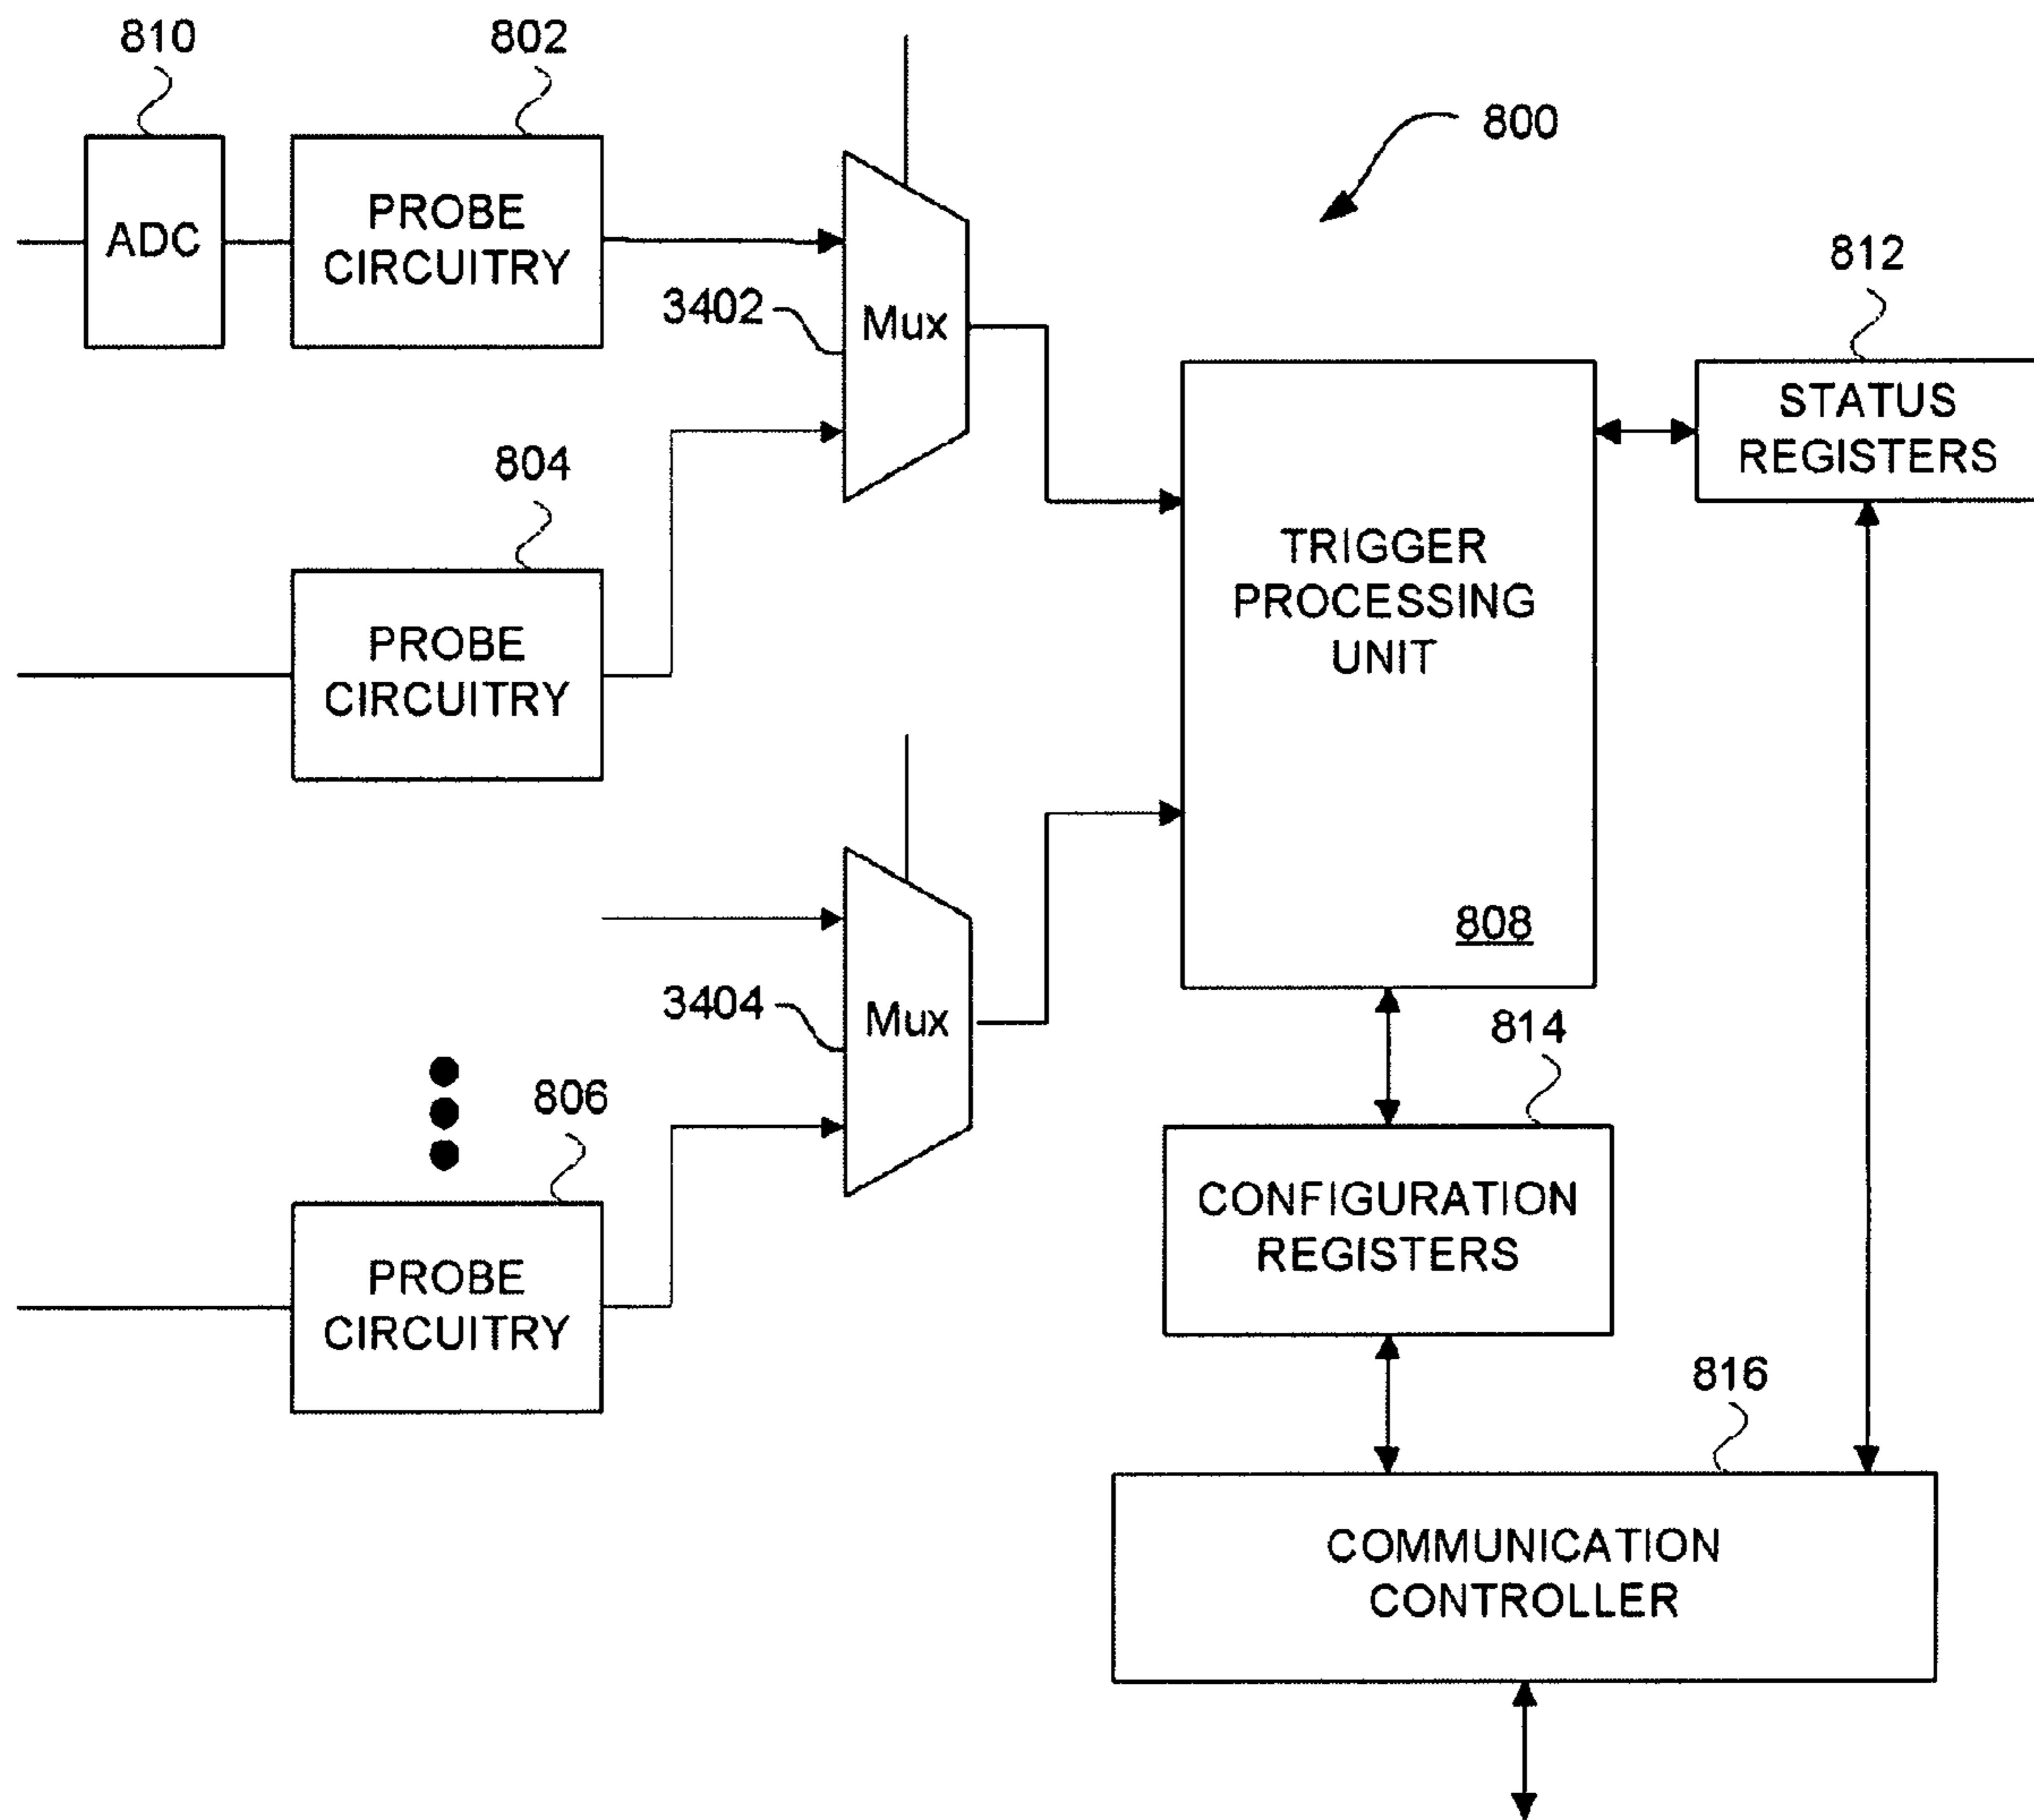 810
802
800
ADC
PROBE
CIRCUITRY
3402
Mux
812
STATUS
REGISTERS
804
PROBE
CIRCUITRY
TRIGGER
PROCESSING
UNIT
808
3404
Mux
814
806
CONFIGURATION
REGISTERS
PROBE
CIRCUITRY
816
COMMUNICATION
CONTROLLER